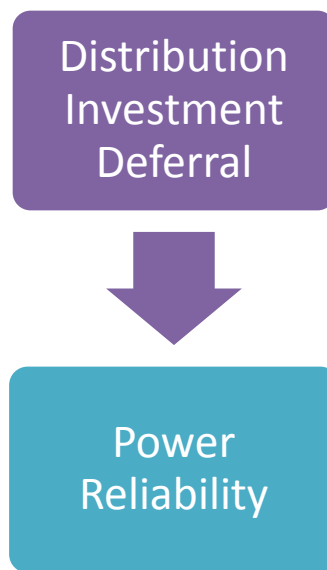 Distribution
Investment
Deferral
Power
Reliability